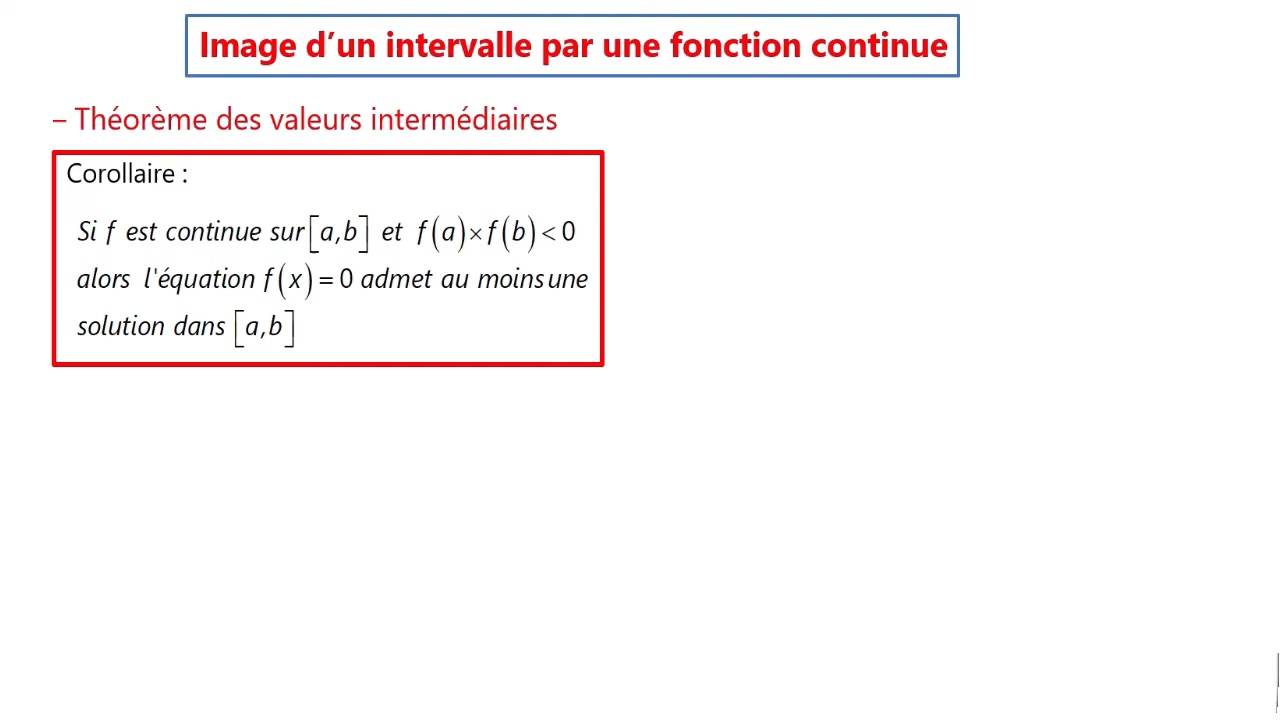 Image d’un intervalle par une fonction continue
– Théorème des valeurs intermédiaires
Corollaire :
Si f est continue sur [a,b] et f(a)×f(b)<0
alors l'équation f(x)=0 admet au moins une
solution dans [a,b]